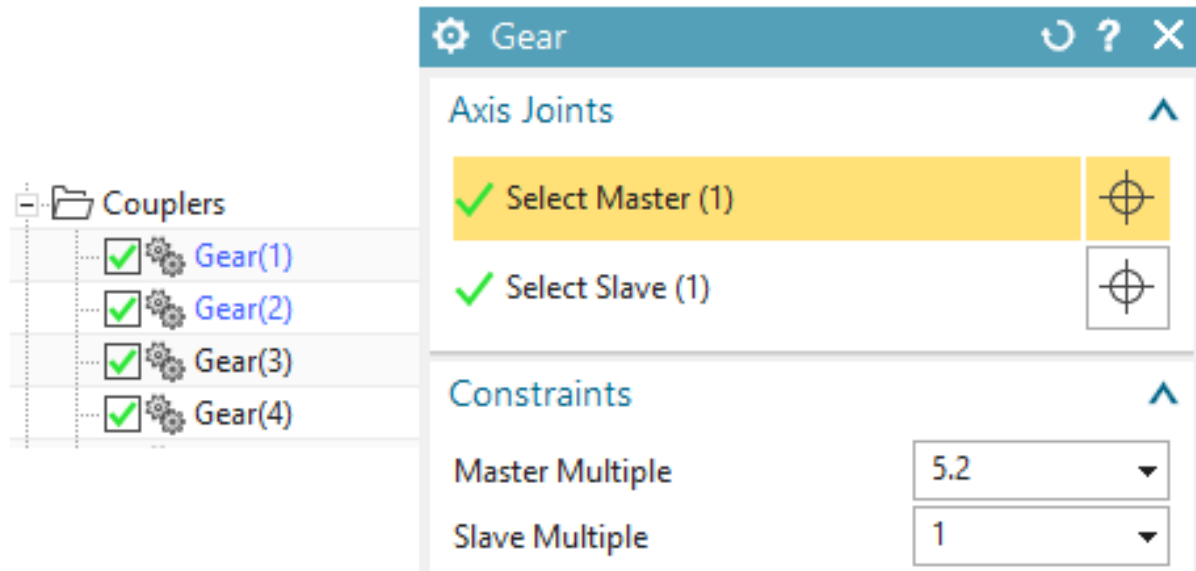 Couplers
Gear(1)
Gear(2)
Gear(3)
Gear(4)
Gear ?
Axis Joints
Select Master (1)
Select Slave (1)
Constraints
Master Multiple 5.2
Slave Multiple 1